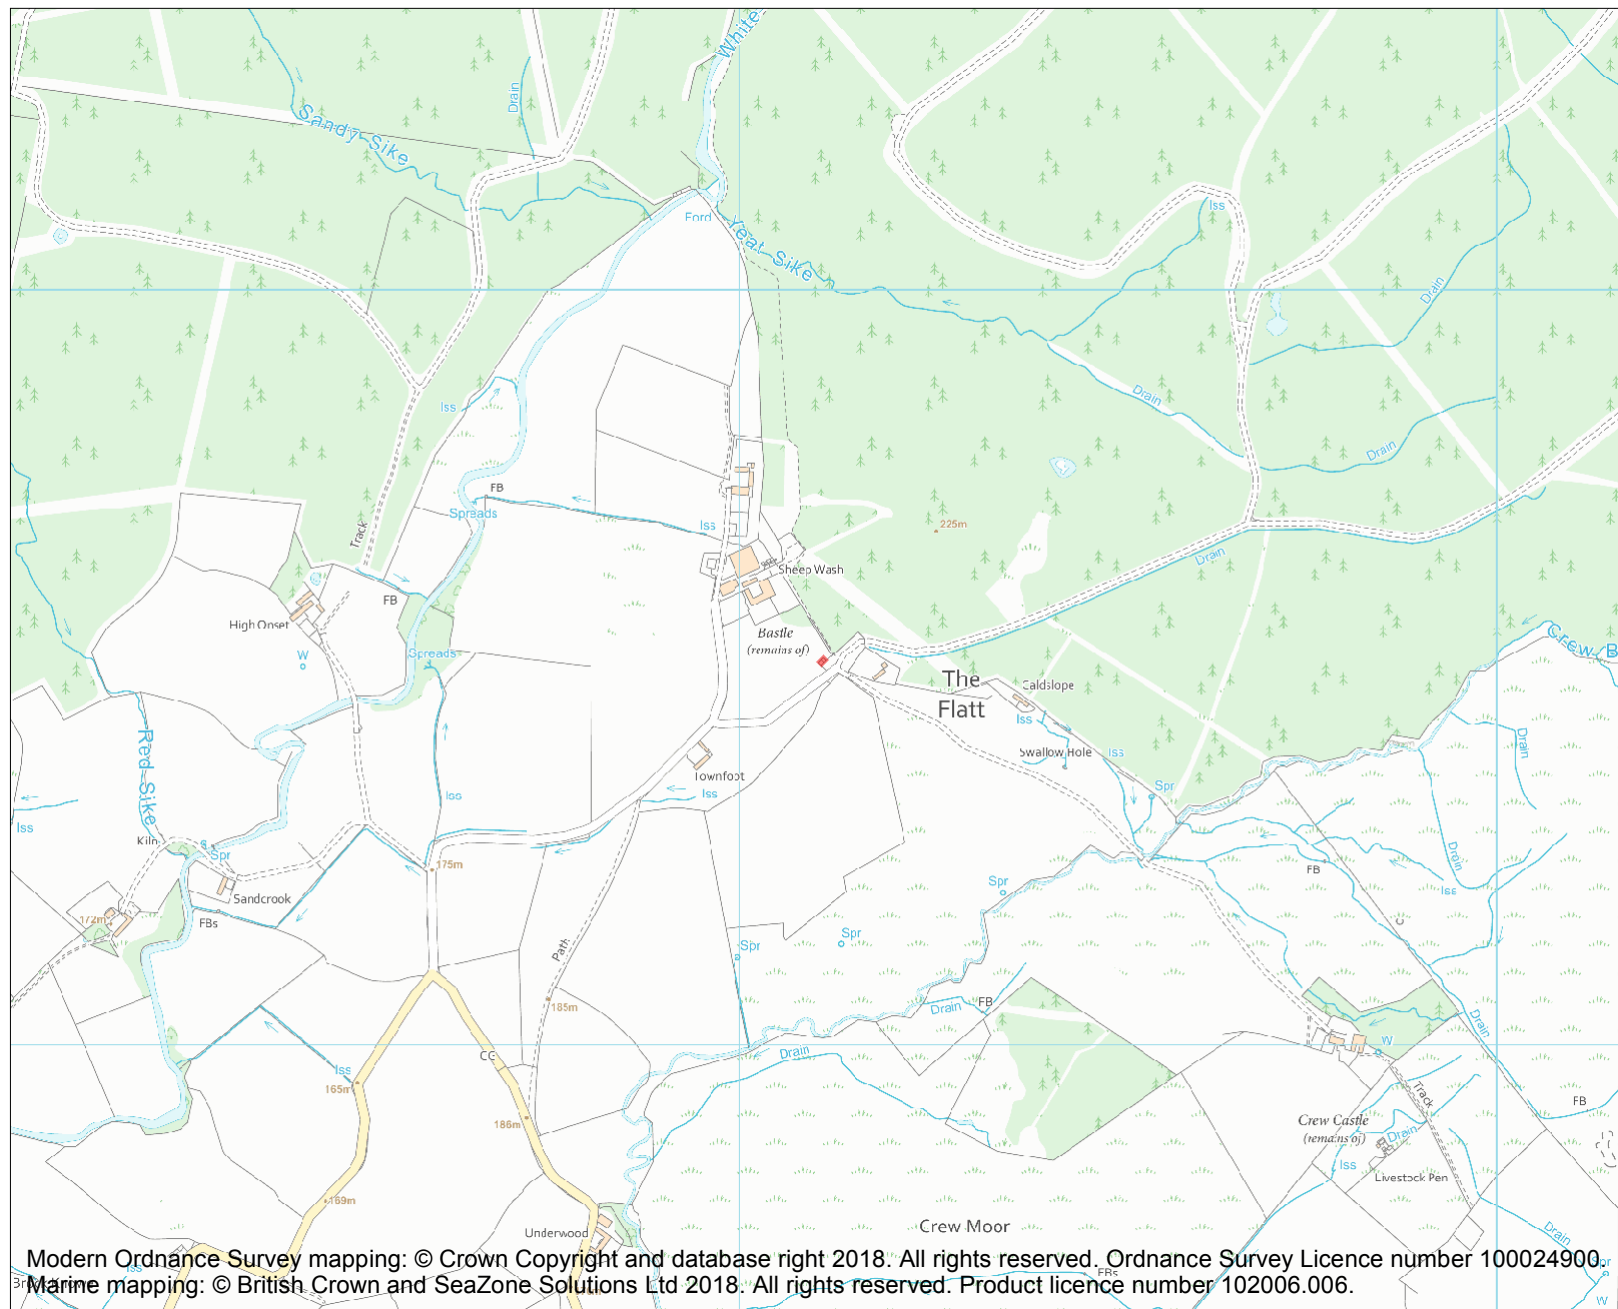 White
Drain
Sandy Sike
Iss
Ford
Yeat Sike
Drain
Drain
Iss
Drain
FB
Spreads
Iss
225m
Track
Drain
Sheep Wash
FB
High Onset
Bastle
(remains of)
Crew B
W
Spreads
The
Flatt
Caldslope
Iss
Red Sike
Swallow Hole
Iss
Drain
Townfoot
Iss
Iss
Spr
Iss
Kiln
Spr
175m
Drain
FB
Spr
Iss
Sandcrook
172m
FBs
C
Spr
Spr
Path
185m
Drain
FB
Drain
CG
Drain
W
Iss
165m
Track
FB
186m
Crew Castle
(remains of)
Drain
Iss
Livestock Pen
169m
Crew Moor
Underwood
Drain
Modern Ordnance Survey mapping: © Crown Copyright and database right 2018. All rights reserved. Ordnance Survey Licence number 100024900.
Marine mapping: © British Crown and SeaZone Solutions Ltd 2018. All rights reserved. Product licence number 102006.006.
Iss
FBs
W